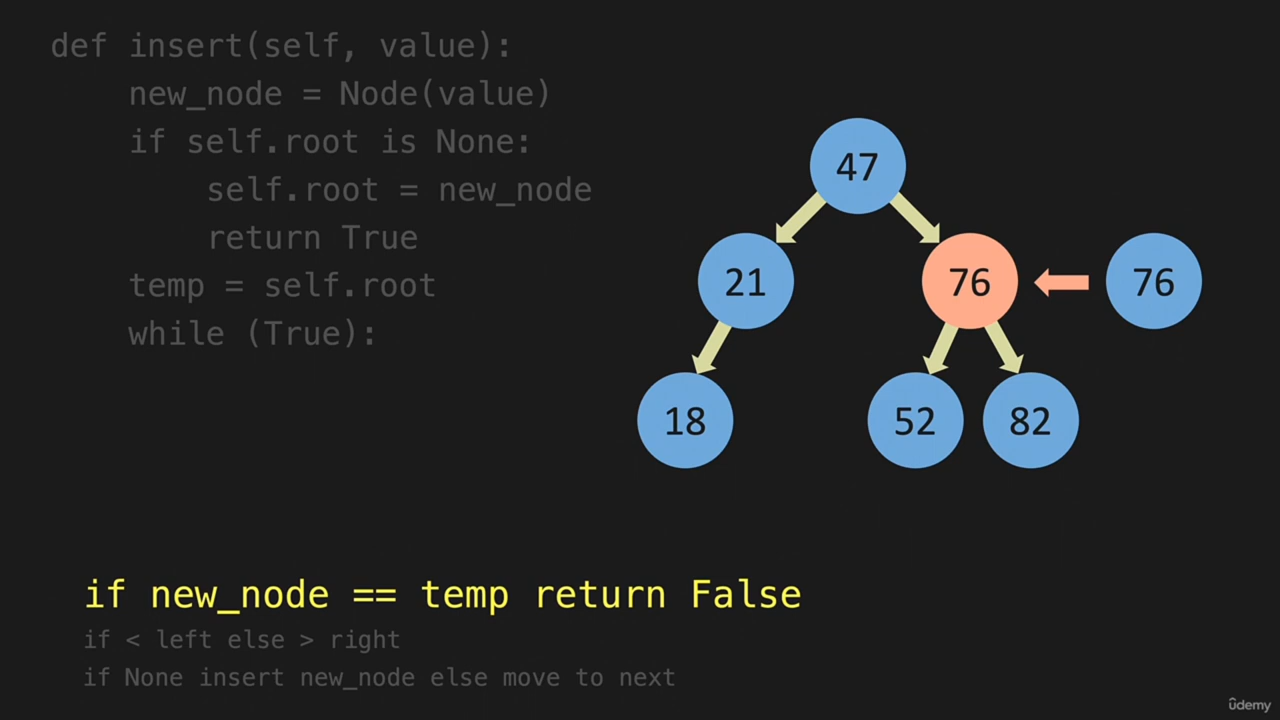 def insert(self, value):
new_node = Node(value)
if self.root is None:
self.root = new_node
return True
temp = self.root
while (True):
47
21
76
76
18
52
82
if new_node == temp return False
if < left else > right
if None insert new_node else move to next
ûdemy